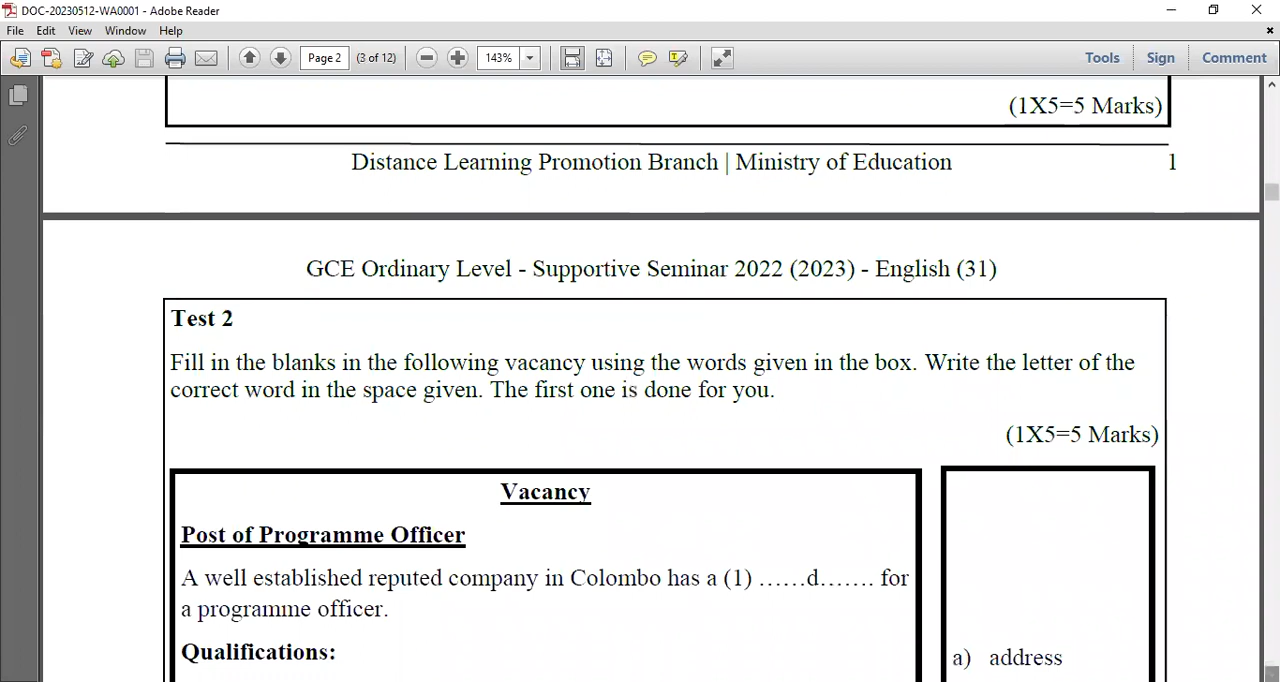 DOC-20230512-WA0001 - Adobe Reader
File Edit View Window Help
Page 2 (3 of 12) 143% Tools Sign Comment
(1X5=5 Marks)
Distance Learning Promotion Branch | Ministry of Education 1
GCE Ordinary Level - Supportive Seminar 2022 (2023) - English (31)
Test 2
Fill in the blanks in the following vacancy using the words given in the box. Write the letter of the
correct word in the space given. The first one is done for you.
(1X5=5 Marks)
Vacancy
Post of Programme Officer
A well established reputed company in Colombo has a (1) ……d……. for
a programme officer.
Qualifications:
a) address